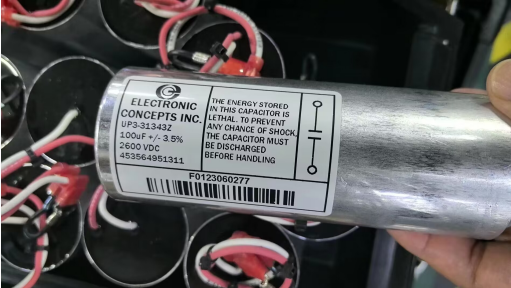 ELECTRONIC
CONCEPTS INC.
UP3-31343Z
100uF +/- 3.5%
2600 VDC
453564951311
THE ENERGY STORED
IN THIS CAPACITOR IS
LETHAL. TO PREVENT
ANY CHANCE OF SHOCK,
THE CAPACITOR MUST
BE DISCHARGED
BEFORE HANDLING
F0123060277